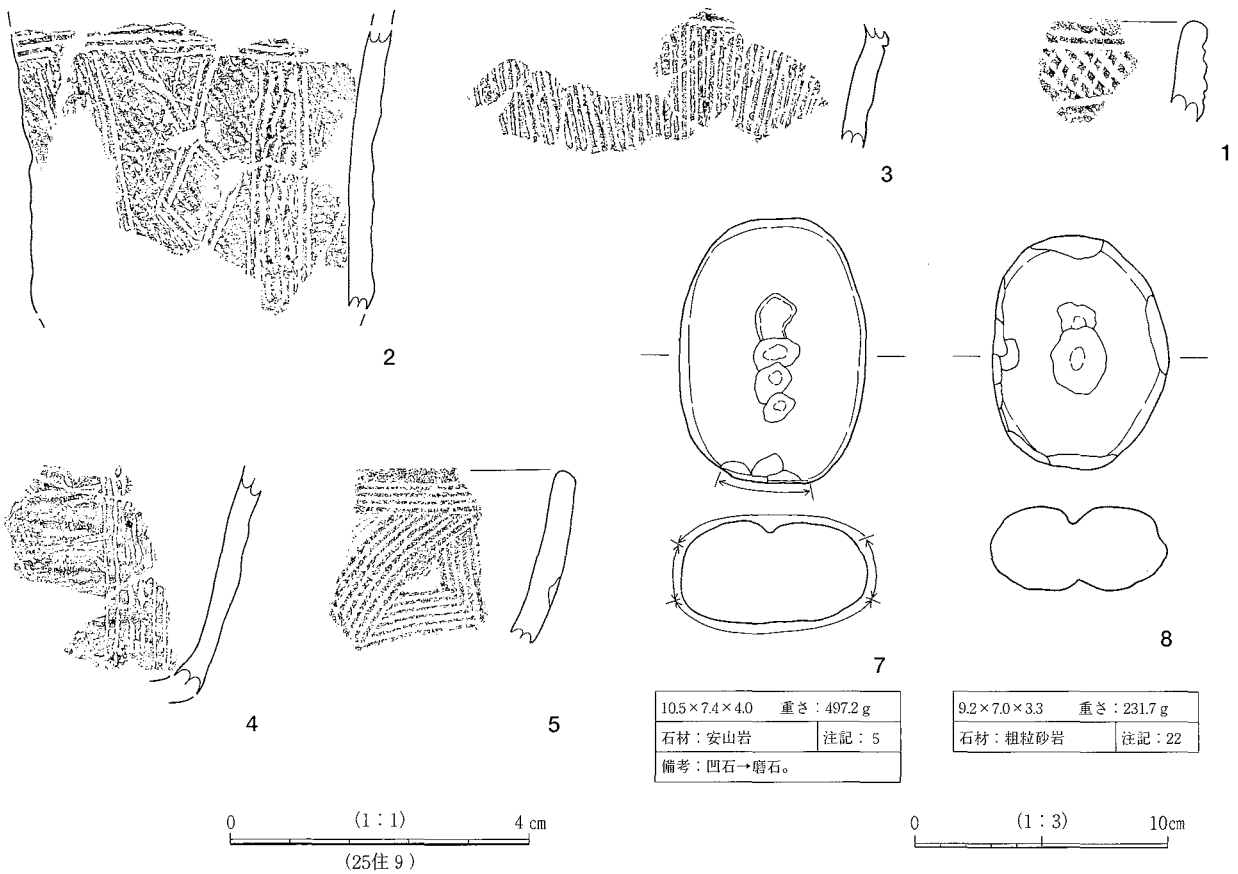 3
1
2
4
5
7
8
10.5×7.4×4.0 重さ：497.2 g
石材：安山岩 注記：5
備考：凹石→磨石。
9.2×7.0×3.3 重さ：231.7 g
石材：粗粒砂岩 注記：22
0 (1：1) 4 cm
(25住 9)
0 (1：3) 10cm